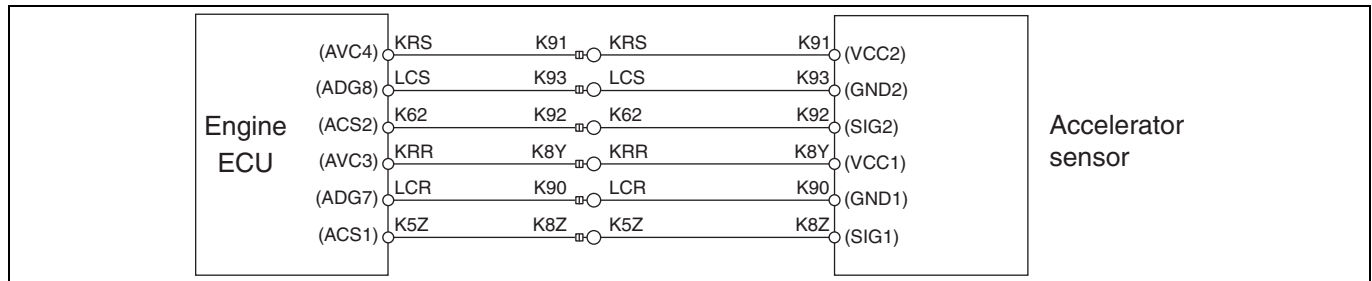 (AVC4) KRS K91 KRS K91 (VCC2)
(ADG8) LCS K93 LCS K93 (GND2)
Engine ECU
(ACS2) K62 K92 K62 K92 (SIG2)
Accelerator sensor
(AVC3) KRR K8Y KRR K8Y (VCC1)
(ADG7) LCR K90 LCR K90 (GND1)
(ACS1) K5Z K8Z K5Z K8Z (SIG1)